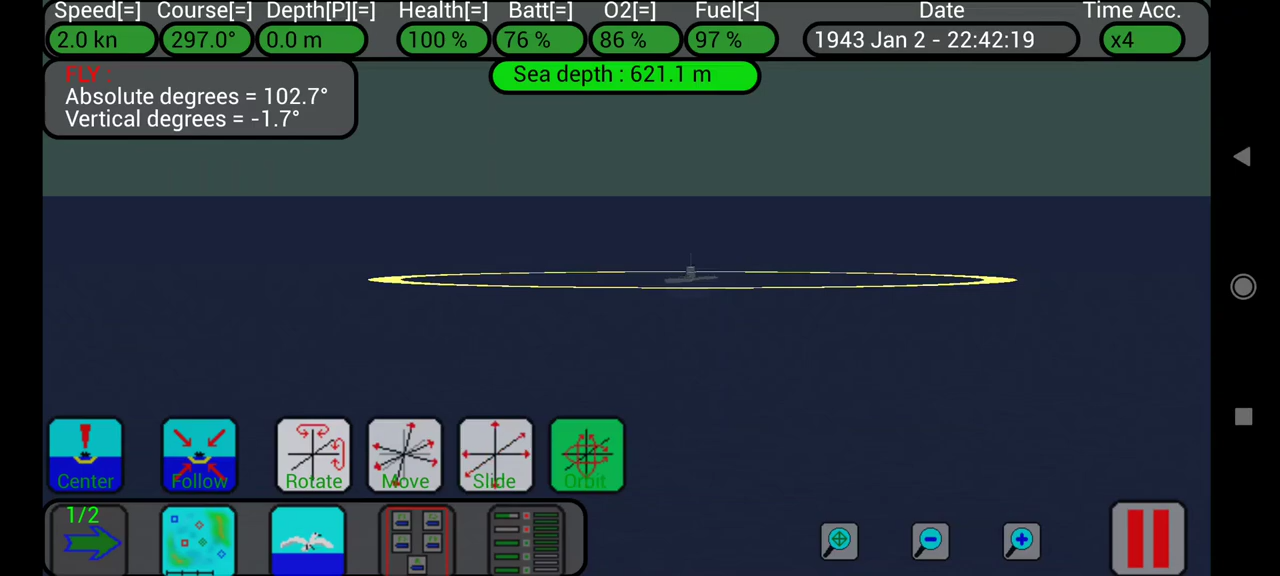 Speed[=] Course[=] Depth[P][=] Health[=] Batt[=] O2[=] Fuel[<] Date Time Acc.
2.0 kn 297.0° 0.0 m 100 % 76 % 86 % 97 % 1943 Jan 2 - 22:42:19 x4
FLY :
Absolute degrees = 102.7°
Vertical degrees = -1.7°
Sea depth : 621.1 m
Center Follow Rotate Move Slide Orbit
1/2